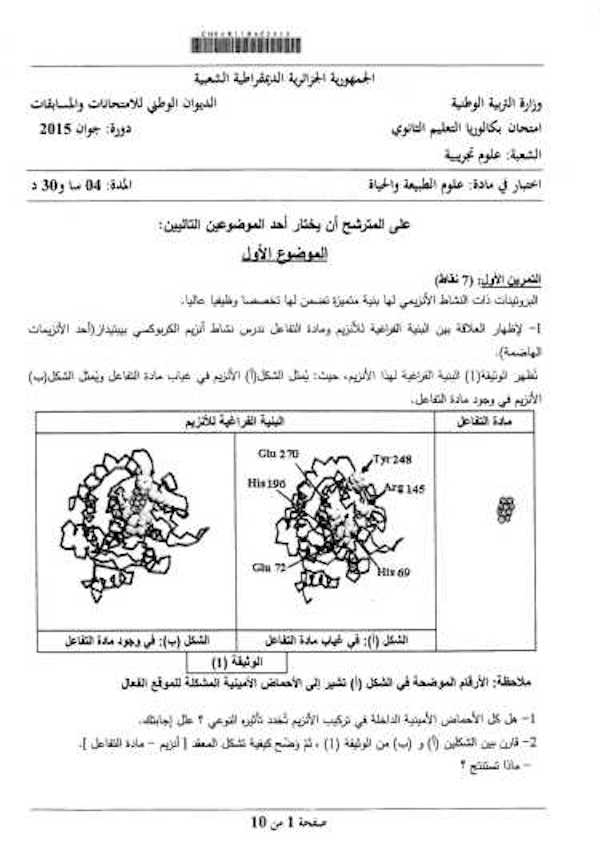 الجمهورية الجزائرية الديمقراطية الشعبية
وزارة التربية الوطنية الديوان الوطني للامتحانات والمسابقات
امتحان بكالوريا التعليم الثانوي دورة: جوان 2015
الشعبة: علوم تجريبية
اختبار في مادة: علوم الطبيعة والحياة المدة: 04 سا و30 د
على المترشح أن يختار أحد الموضوعين التاليين:
الموضوع الأول
التمرين الأول: (7 نقاط)
البروتينات ذات النشاط الأنزيمي لها بنية متميزة تضمن لها تخصصا وظيفيا عاليا.
I- لإظهار العلاقة بين البنية الفراغية للأنزيم ومادة التفاعل ندرس نشاط أنزيم الكربوكسي بيبتيداز(أحد الأنزيمات
الهاضمة).
تُظهر الوثيقة(1) البنية الفراغية لهذا الأنزيم، حيث: يُمثل الشكل(أ) الأنزيم في غياب مادة التفاعل ويُمثل الشكل(ب)
الأنزيم في وجود مادة التفاعل.
مادة التفاعل البنية الفراغية للأنزيم
Glu 270
Tyr 248
His 196
Arg 145
Glu 72
His 69
الشكل (أ): في غياب مادة التفاعل الشكل (ب): في وجود مادة التفاعل
الوثيقة (1)
ملاحظة: الأرقام الموضحة في الشكل (أ) تشير إلى الأحماض الأمينية المشكلة للموقع الفعال
1- هل كل الأحماض الأمينية الداخلة في تركيب الأنزيم تُحدد تأثيره النوعي ؟ علل إجابتك.
2- قارن بين الشكلين (أ) و (ب) من الوثيقة (1) ، ثمّ وَضّح كيفية تشكل المعقد [ أنزيم – مادة التفاعل ].
– ماذا تستنتج ؟
صفحة 1 من 10